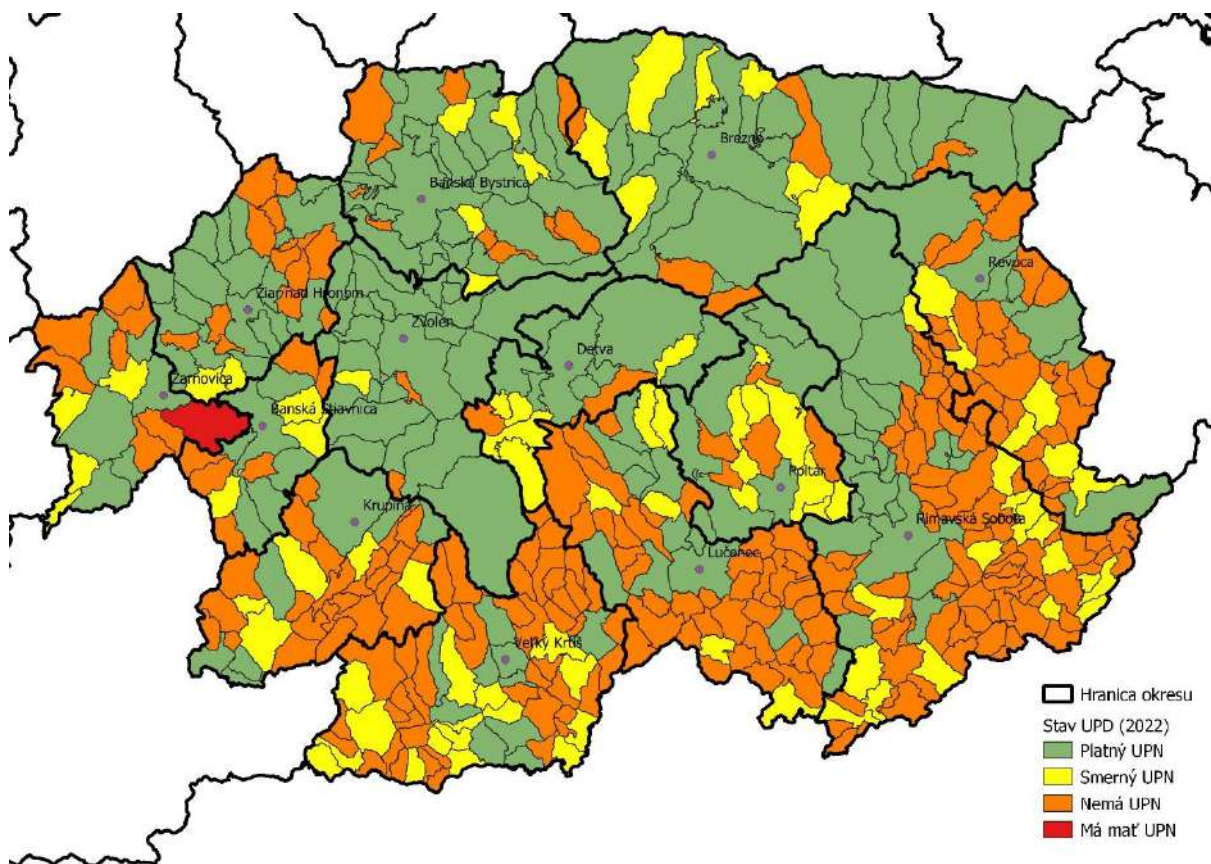 Brezno
Banská Bystrica
Revúca
Žiar nad Hronom
Zvolen
Detva
Žarnovica
Banská Štiavnica
Poltár
Krupina
Rimavská Sobota
Lučenec
Veľký Krtíš
Hranica okresu
Stav UPD (2022)
Platný UPN
Smerný UPN
Nemá UPN
Má mať UPN